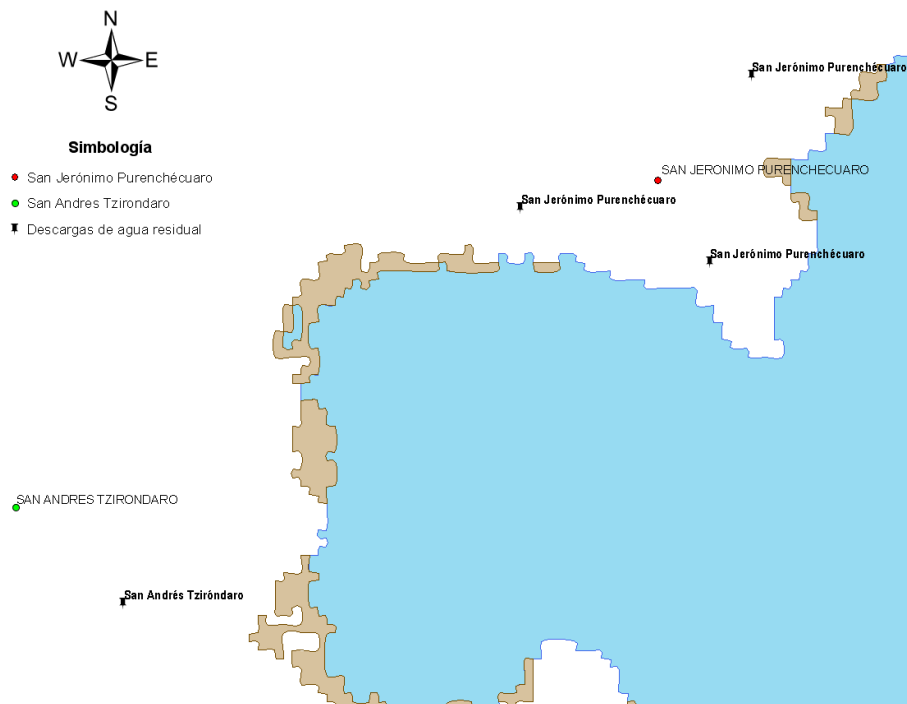 N
W E
S
Simbología
San Jerónimo Purenchécuaro
San Andres Tzirondaro
Descargas de agua residual
San Jerónimo Purenchécuaro
SAN JERONIMO PURENCHECUARO
San Jerónimo Purenchécuaro
San Jerónimo Purenchécuaro
SAN ANDRES TZIRONDARO
San Andrés Tziróndaro